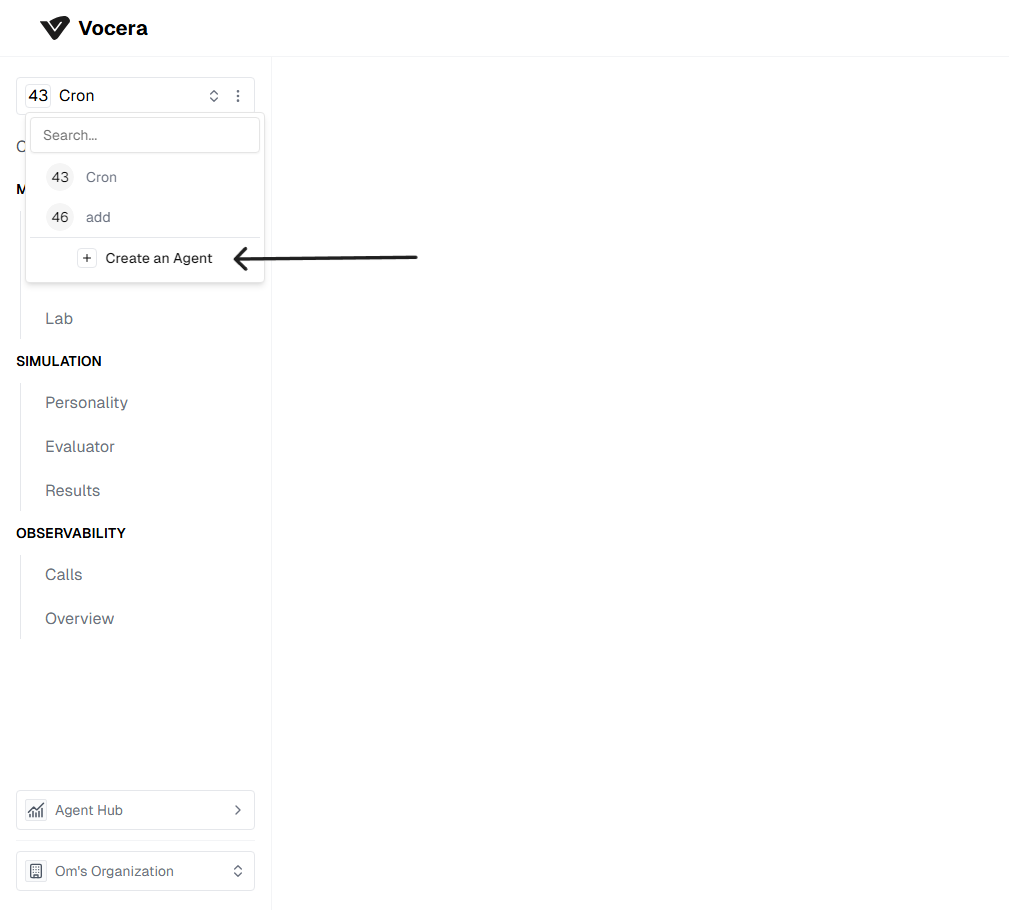 Vocera
43 Cron
Search...
43 Cron
46 add
+ Create an Agent
Lab
SIMULATION
Personality
Evaluator
Results
OBSERVABILITY
Calls
Overview
Agent Hub
Om's Organization